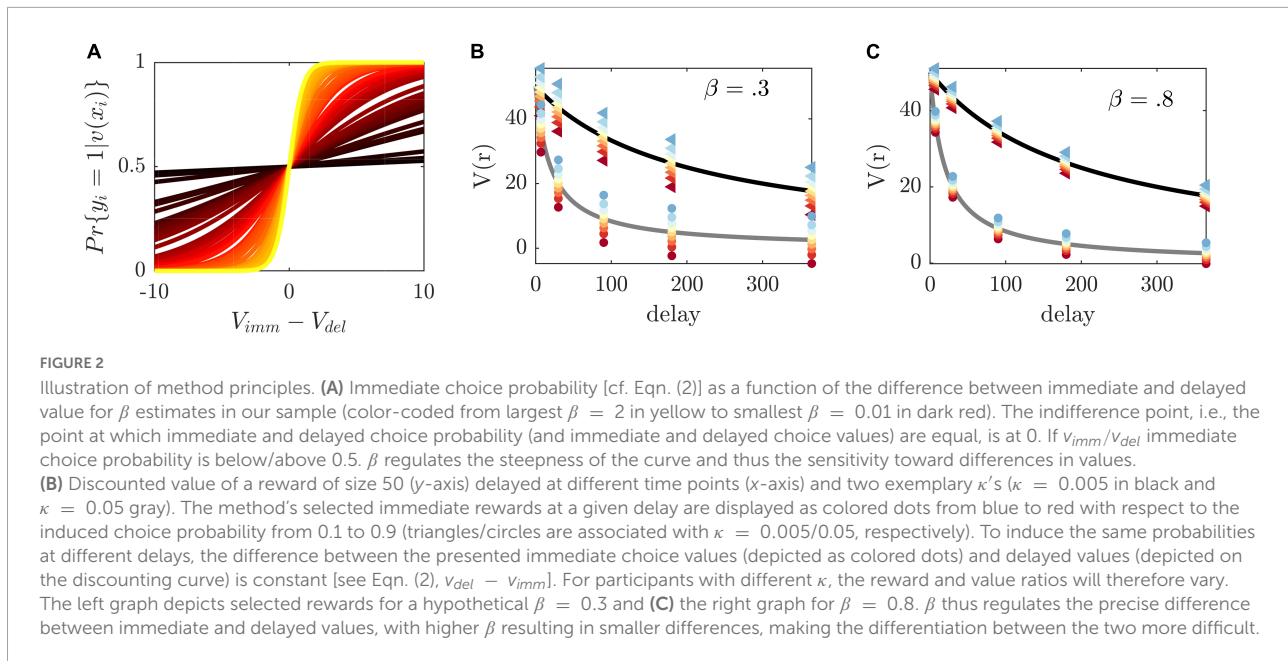 A
B
C
Pr{y_i = 1|v(x_i)}
1
0.5
0
-10
0
10
V_imm − V_del
V(r)
40
20
0
β = .3
0
100
200
300
delay
V(r)
40
20
0
β = .8
0
100
200
300
delay
FIGURE 2
Illustration of method principles. (A) Immediate choice probability [cf. Eqn. (2)] as a function of the difference between immediate and delayed
value for β estimates in our sample (color-coded from largest β = 2 in yellow to smallest β = 0.01 in dark red). The indifference point, i.e., the
point at which immediate and delayed choice probability (and immediate and delayed choice values) are equal, is at 0. If v_imm/v_del immediate
choice probability is below/above 0.5. β regulates the steepness of the curve and thus the sensitivity toward differences in values.
(B) Discounted value of a reward of size 50 (y-axis) delayed at different time points (x-axis) and two exemplary κ′s (κ = 0.005 in black and
κ = 0.05 gray). The method's selected immediate rewards at a given delay are displayed as colored dots from blue to red with respect to the
induced choice probability from 0.1 to 0.9 (triangles/circles are associated with κ = 0.005/0.05, respectively). To induce the same probabilities
at different delays, the difference between the presented immediate choice values (depicted as colored dots) and delayed values (depicted on
the discounting curve) is constant [see Eqn. (2), v_del − v_imm]. For participants with different κ, the reward and value ratios will therefore vary.
The left graph depicts selected rewards for a hypothetical β = 0.3 and (C) the right graph for β = 0.8. β thus regulates the precise difference
between immediate and delayed values, with higher β resulting in smaller differences, making the differentiation between the two more difficult.